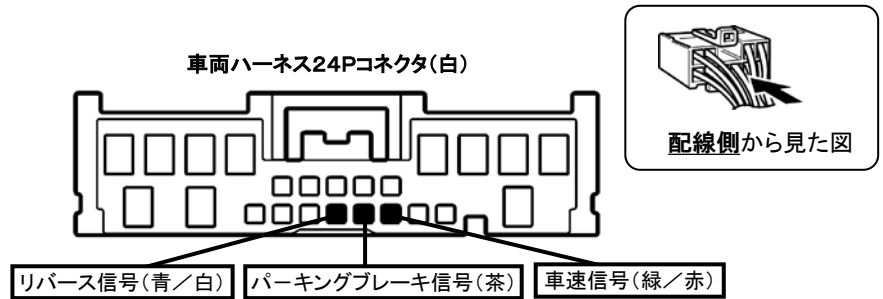 車両ハーネス24Pコネクタ(白)
配線側から見た図
リバース信号(青/白)
パーキングブレーキ信号(茶)
車速信号(緑/赤)